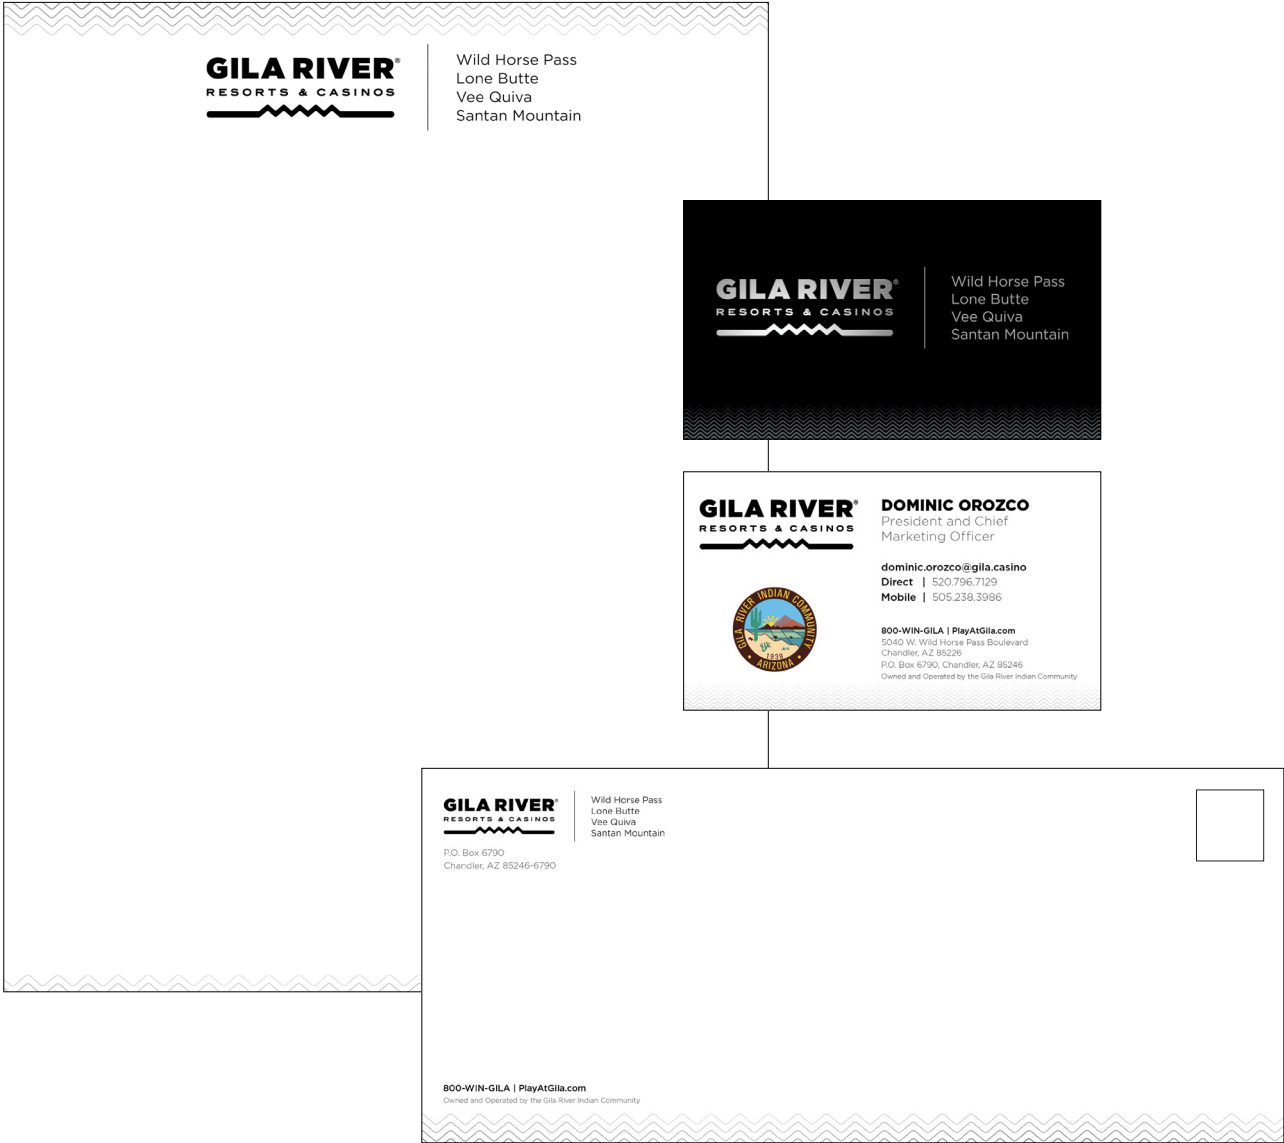 GILA RIVER®
RESORTS & CASINOS
Wild Horse Pass
Lone Butte
Vee Quiva
Santan Mountain
GILA RIVER®
RESORTS & CASINOS
Wild Horse Pass
Lone Butte
Vee Quiva
Santan Mountain
GILA RIVER®
RESORTS & CASINOS
GILA RIVER INDIAN COMMUNITY
1939
ARIZONA
DOMINIC OROZCO
President and Chief
Marketing Officer
dominic.orozco@gila.casino
Direct | 520.796.7129
Mobile | 505.238.3986
800-WIN-GILA | PlayAtGila.com
5040 W. Wild Horse Pass Boulevard
Chandler, AZ 85226
P.O. Box 6790, Chandler, AZ 85246
Owned and Operated by the Gila River Indian Community
GILA RIVER®
RESORTS & CASINOS
Wild Horse Pass
Lone Butte
Vee Quiva
Santan Mountain
P.O. Box 6790
Chandler, AZ 85246-6790
800-WIN-GILA | PlayAtGila.com
Owned and Operated by the Gila River Indian Community